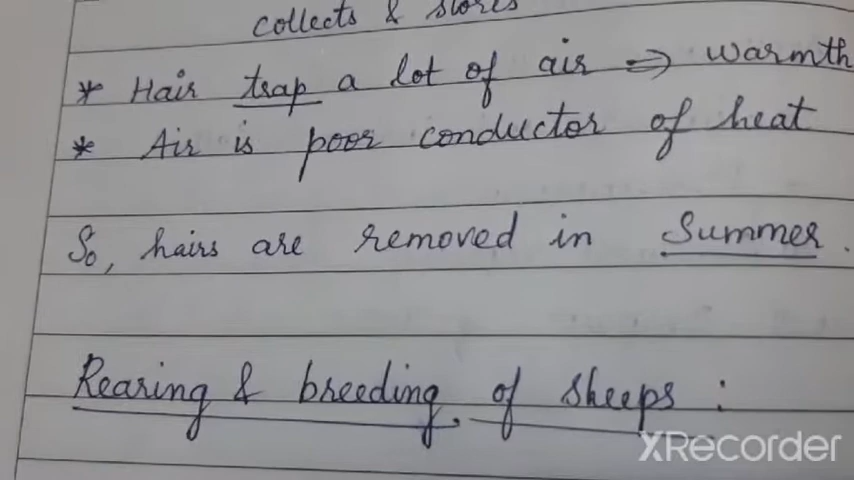 collects & stores
* Hair trap a lot of air ⇒ warmth
* Air is poor conductor of heat
So, hairs are removed in Summer.
Rearing & breeding of sheeps :
XRecorder